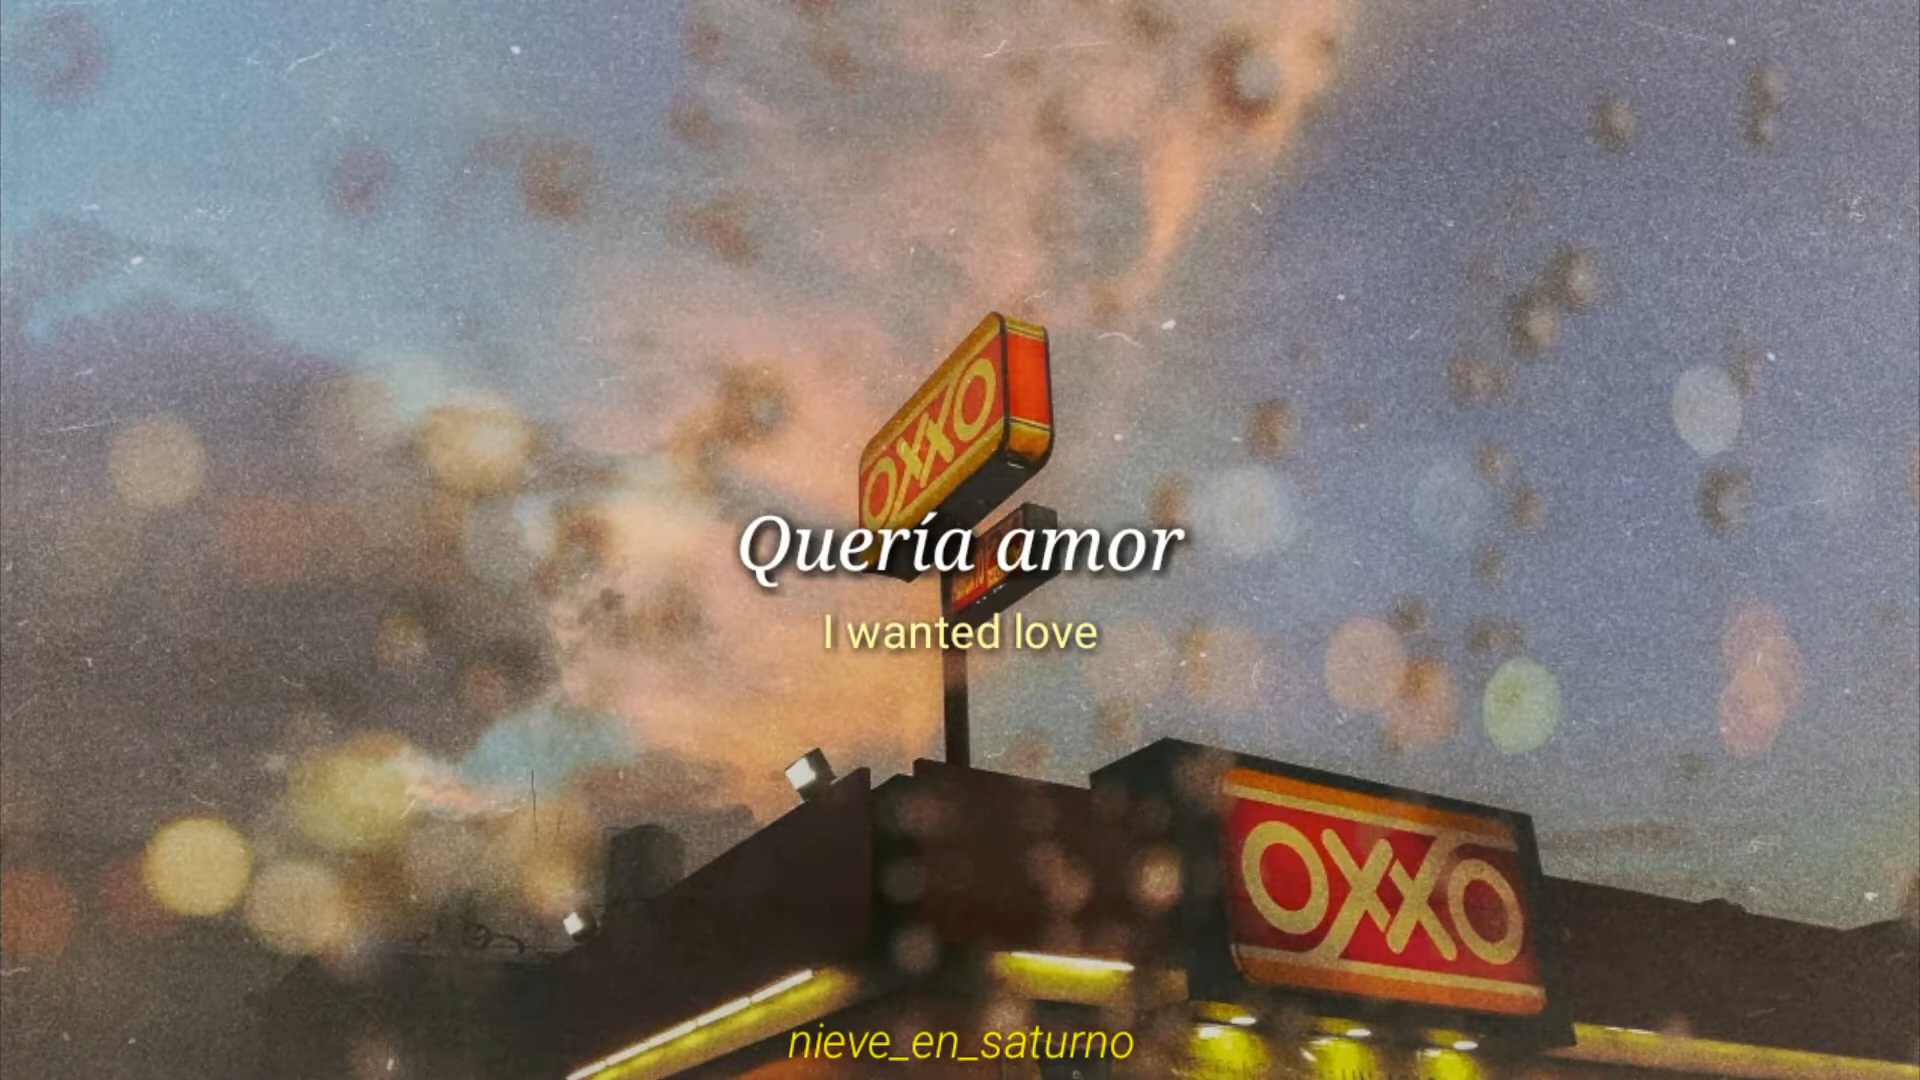 OXXO
Quería amor
I wanted love
OXXO
nieve_en_saturno